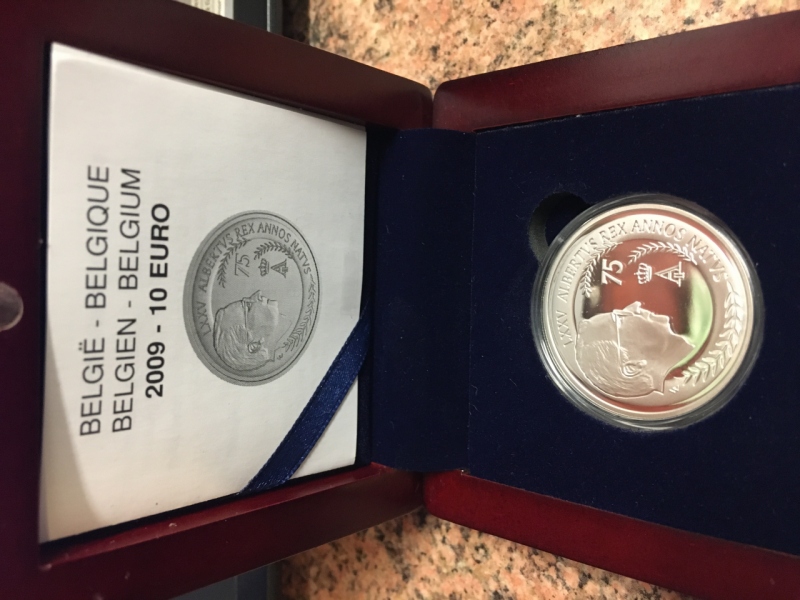 BELGIË - BELGIQUE
BELGIEN - BELGIUM
2009 - 10 EURO
LXXV ALBERTVS REX ANNOS NATVS
75
A
LXXV ALBERTVS REX ANNOS NATVS
75
A